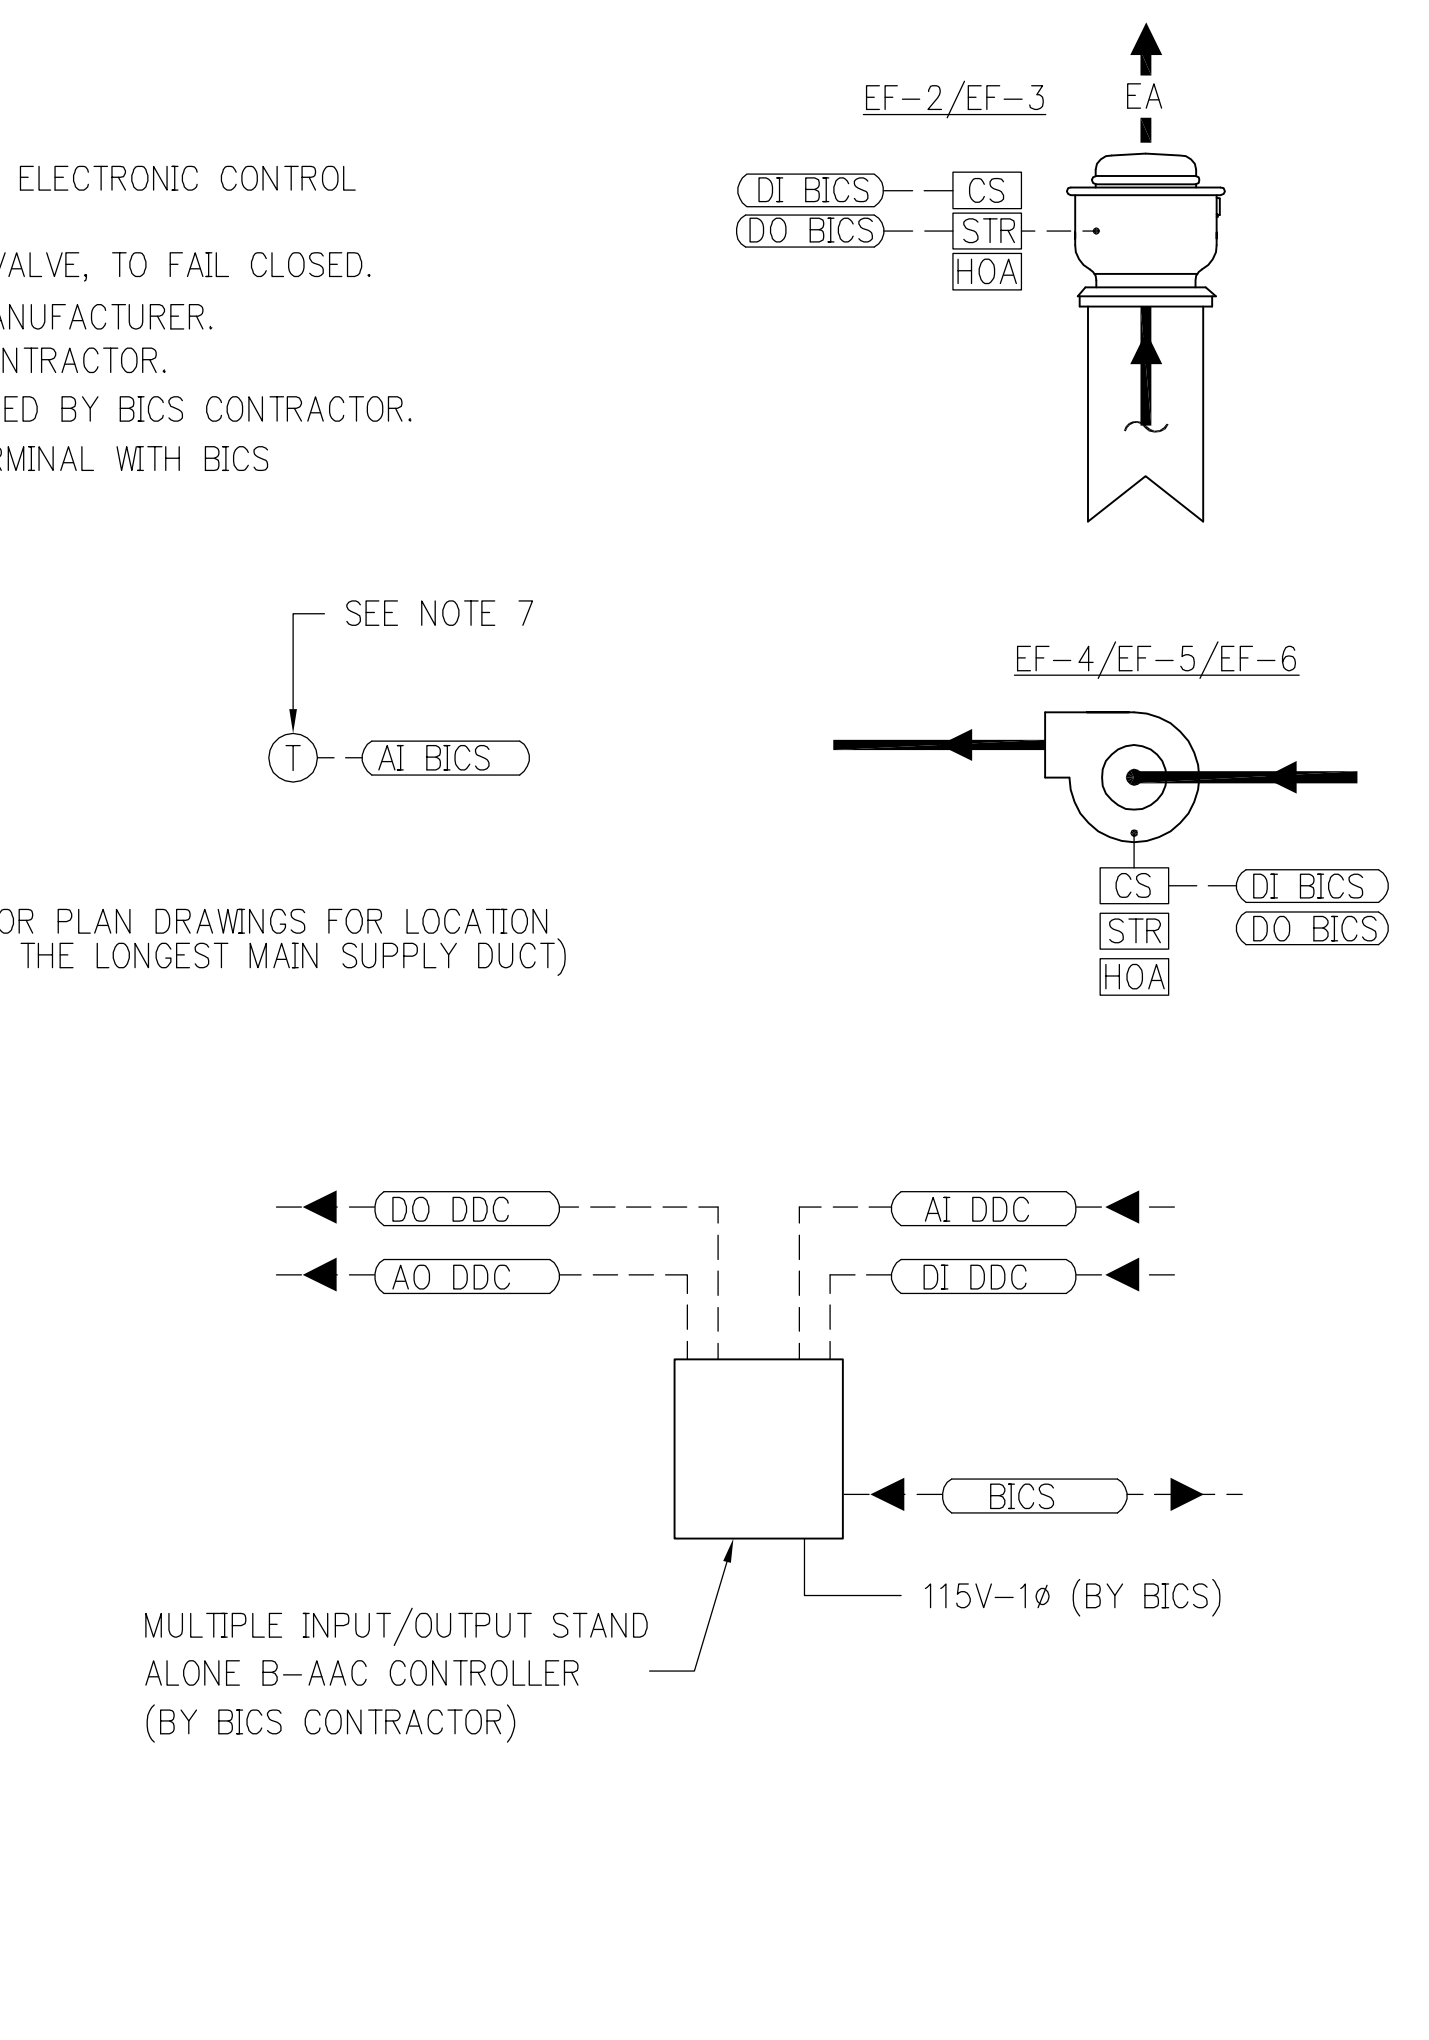 EF-2/EF-3
EA
ELECTRONIC CONTROL
DI BICS
CS
DO BICS
STR
HOA
VALVE, TO FAIL CLOSED.
ANUFACTURER.
NTRACTOR.
ED BY BICS CONTRACTOR.
RMINAL WITH BICS
SEE NOTE 7
T
AI BICS
EF-4/EF-5/EF-6
CS
DI BICS
STR
DO BICS
HOA
OR PLAN DRAWINGS FOR LOCATION
THE LONGEST MAIN SUPPLY DUCT)
DO DDC
AI DDC
AO DDC
DI DDC
BICS
115V-1ø (BY BICS)
MULTIPLE INPUT/OUTPUT STAND
ALONE B-AAC CONTROLLER
(BY BICS CONTRACTOR)